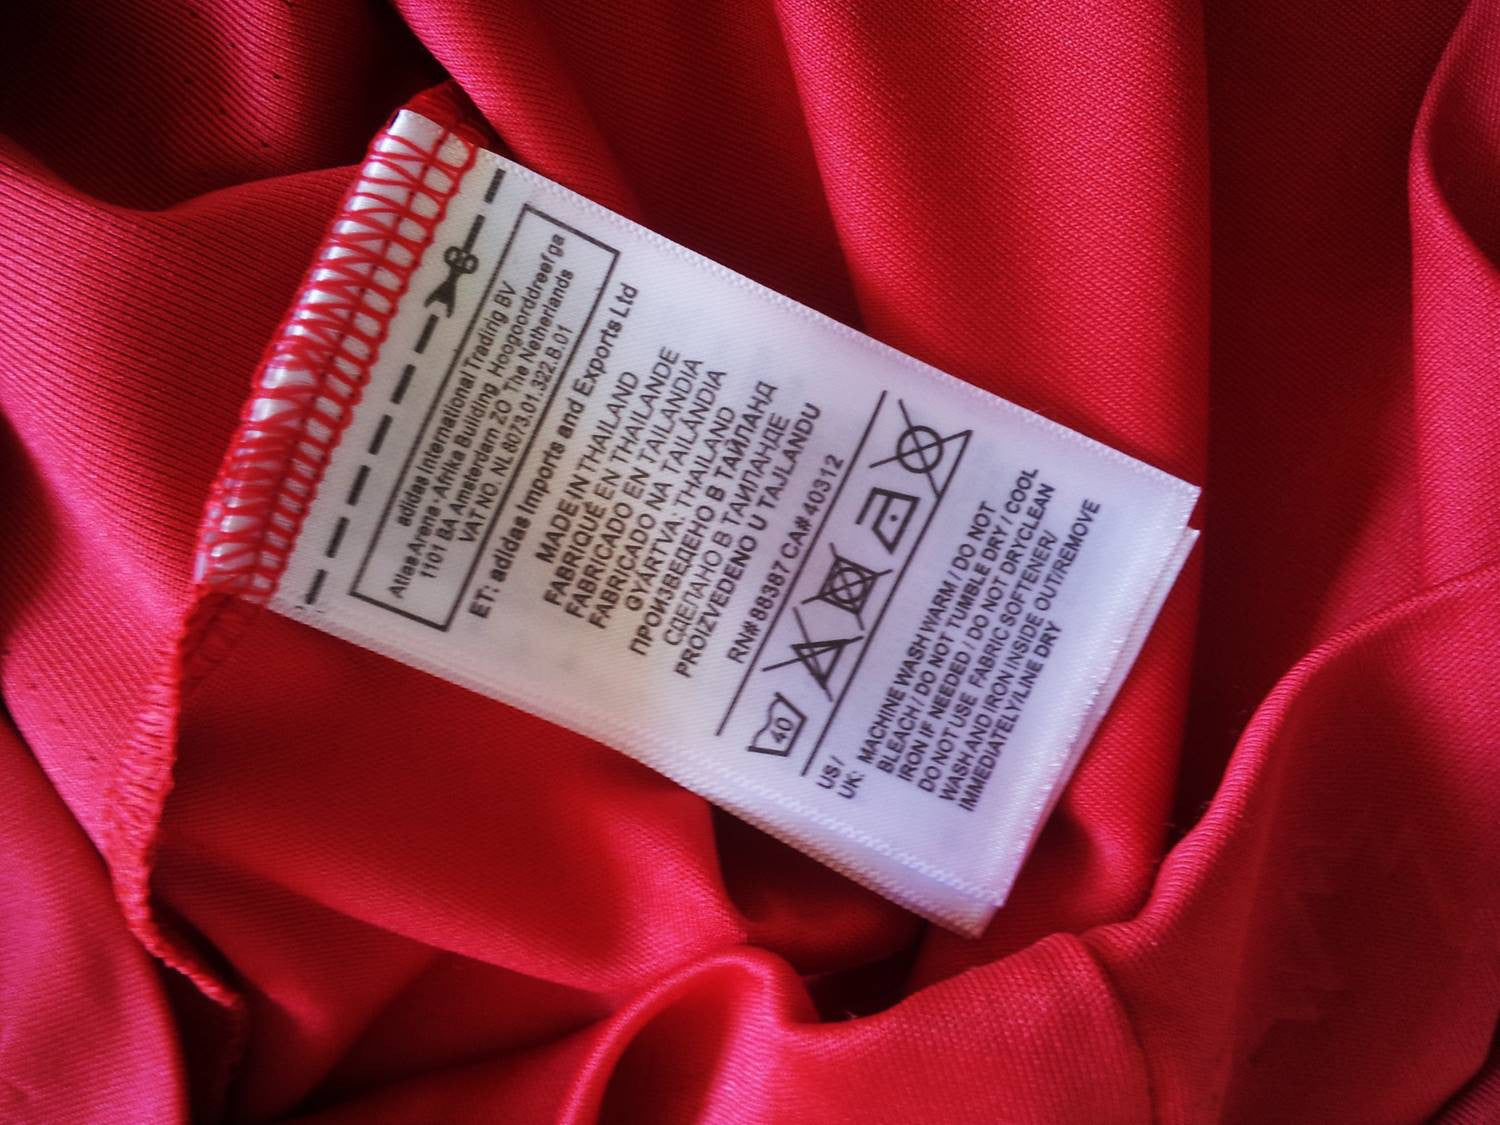 adidas International Trading BV
Atlas Arena - Afrika Building Hoogoorddreef 9a
1101 BA Amsterdam ZO The Netherlands
VAT NO. NL 8073.01.322.B.01
ET: adidas Imports and Exports Ltd
MADE IN THAILAND
FABRIQUÉ EN THAILANDE
FABRICADO EN TAILANDIA
FABRICADO NA TAILANDIA
GYÁRTVA: THAILAND
ПРОИЗВЕДЕНО В ТАЙЛАНД
СДЕЛАНО В ТАИЛАНДЕ
PROIZVEDENO U TAJLANDU
RN# 88387 CA# 40312
40
US /
UK: MACHINE WASH WARM / DO NOT
BLEACH / DO NOT TUMBLE DRY / COOL
IRON IF NEEDED / DO NOT DRYCLEAN
DO NOT USE FABRIC SOFTENER/
WASH AND IRON INSIDE OUT/REMOVE
IMMEDIATELY/LINE DRY